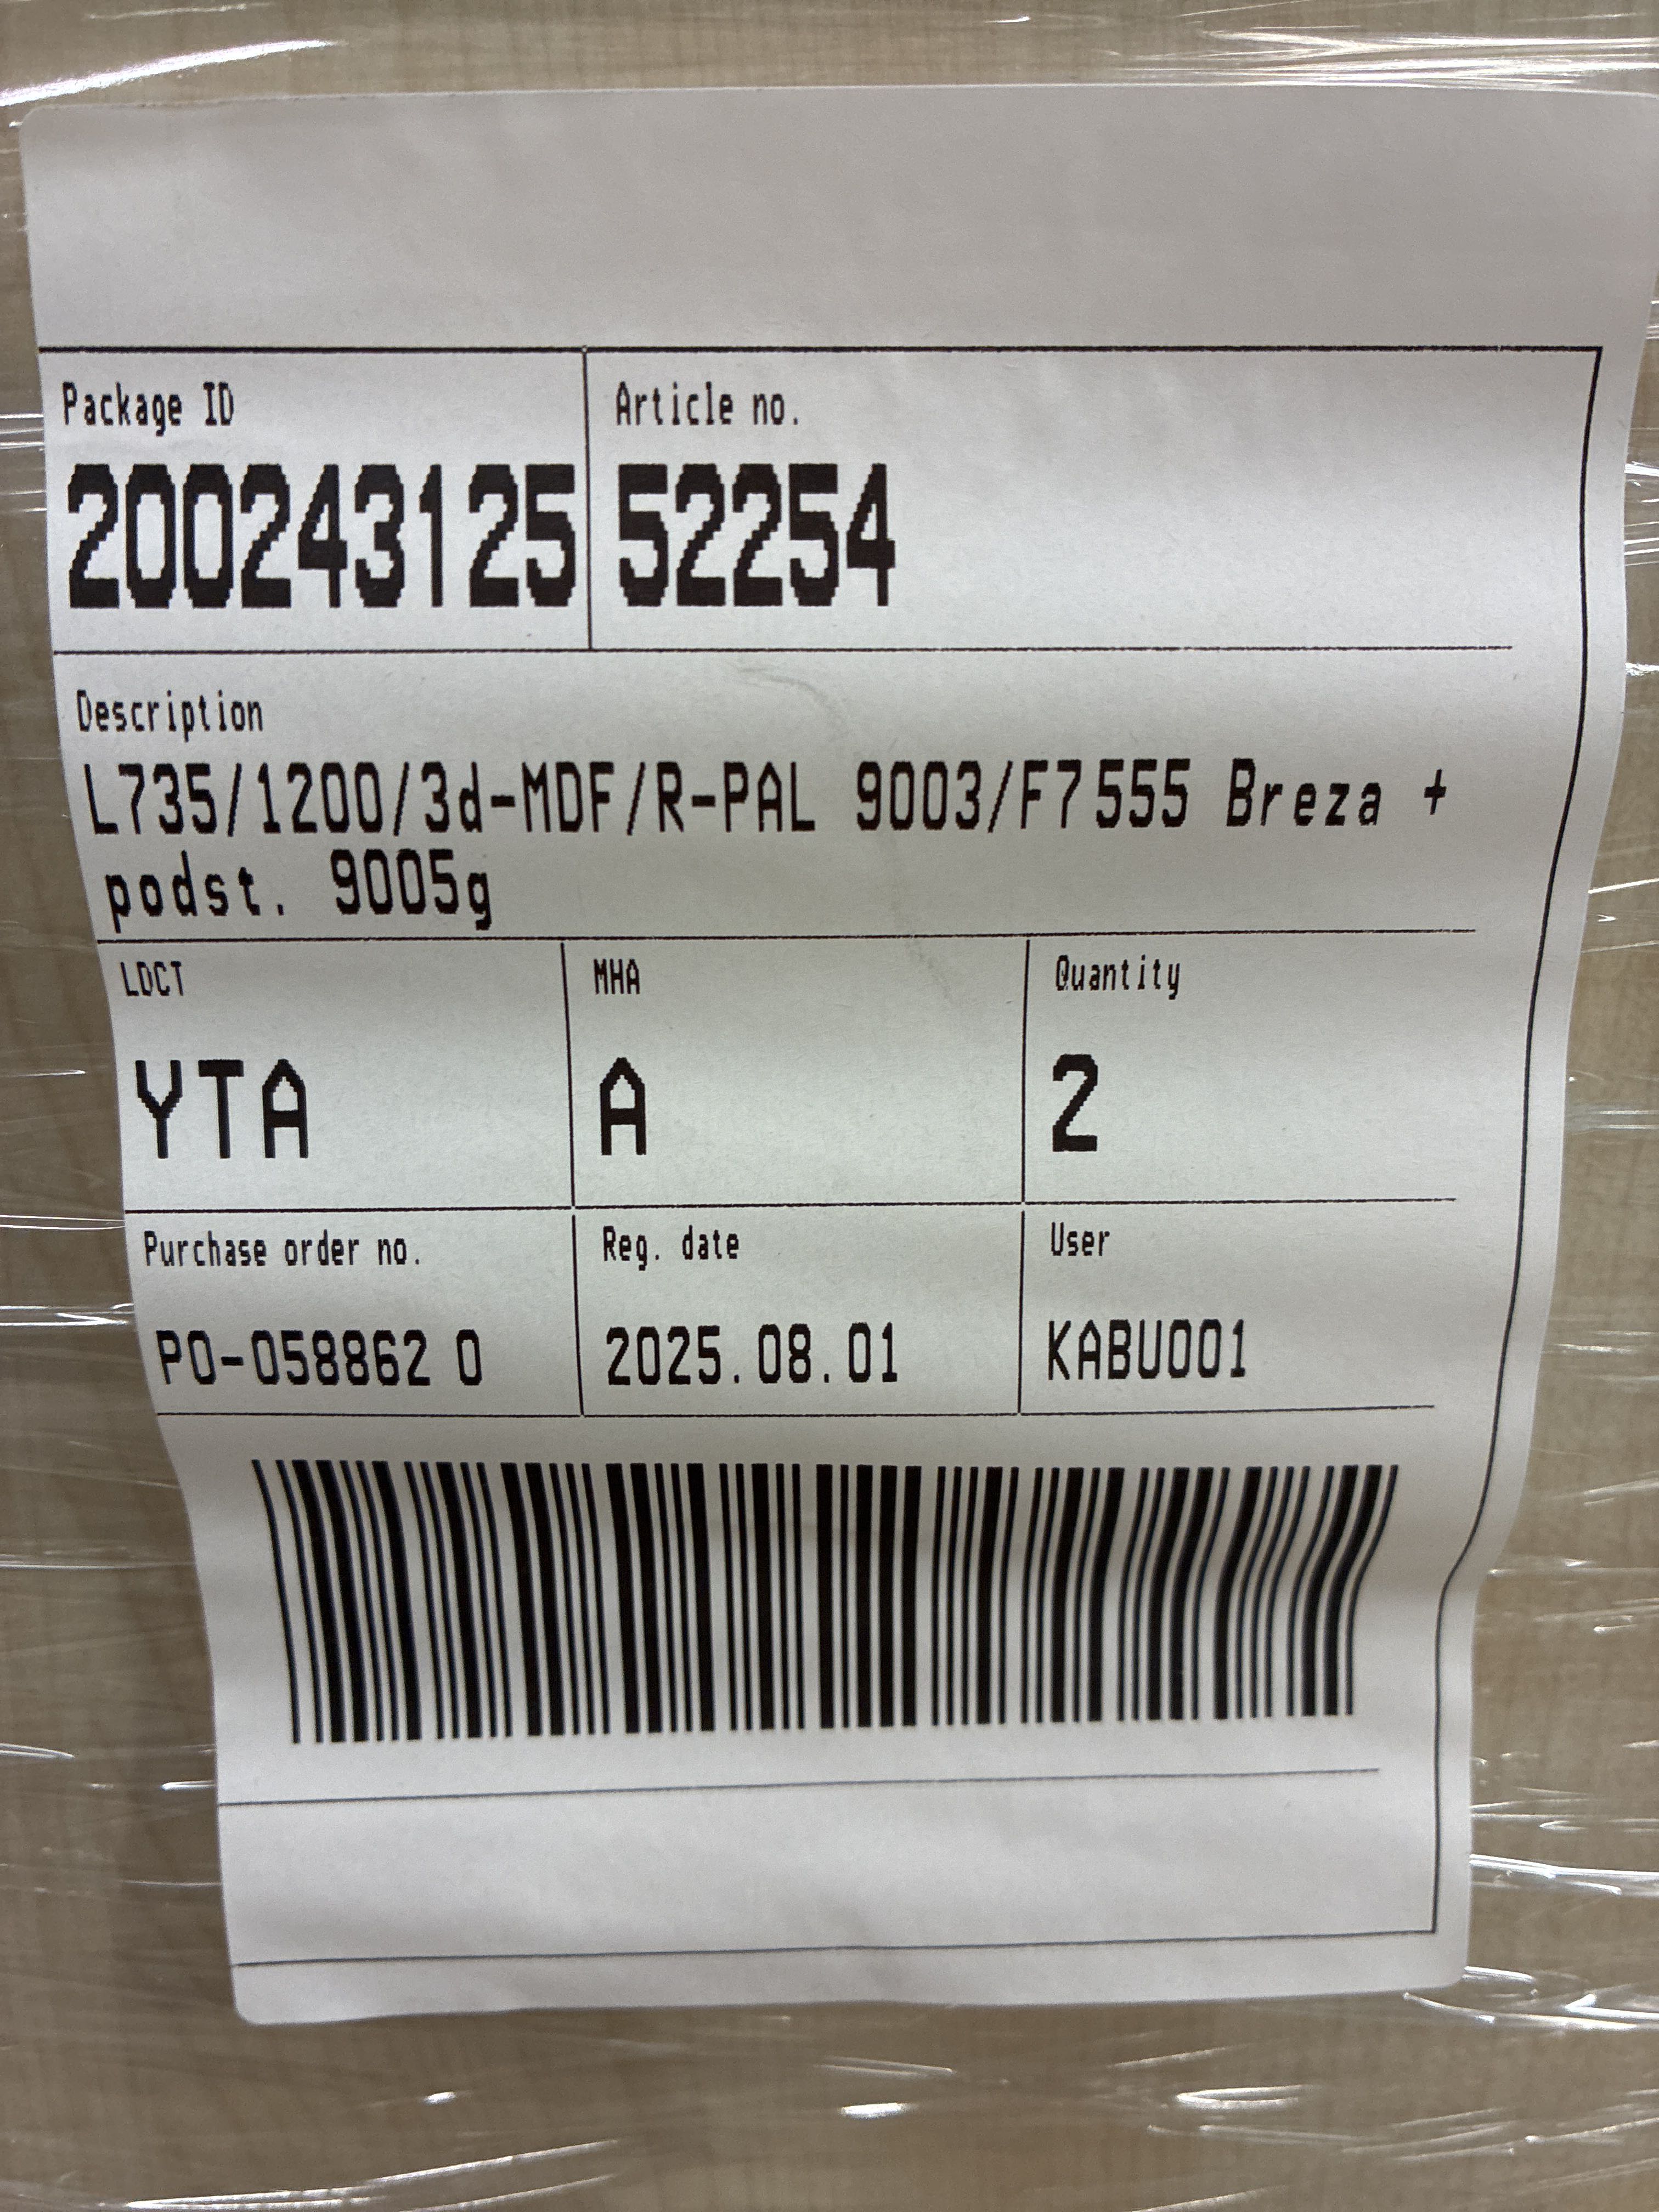 Package ID Article no.
200243125 52254
Description
L735/1200/3d-MDF/R-PAL 9003/F7555 Breza +
podst. 9005g
LDCT MHA Quantity
YTA A 2
Purchase order no. Reg. date User
PO-058862 0 2025.08.01 KABU001